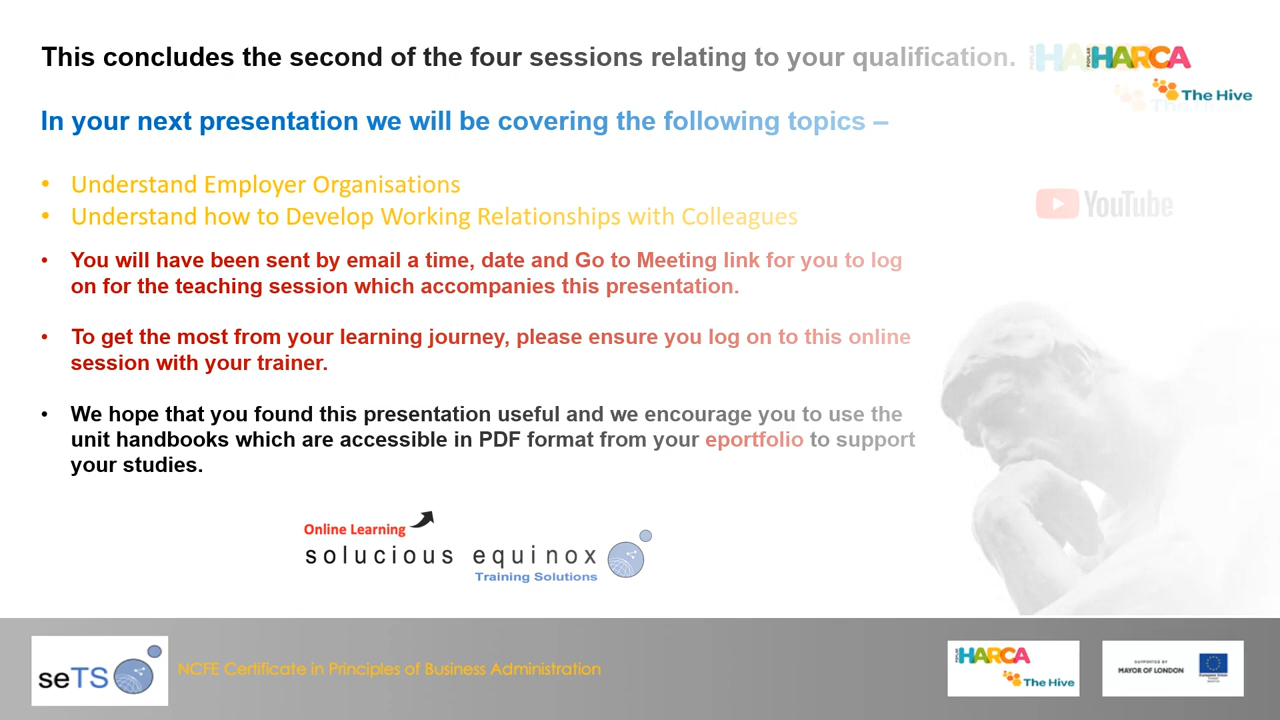 This concludes the second of the four sessions relating to your qualification.
HA HARCA
The Hive
In your next presentation we will be covering the following topics –
• Understand Employer Organisations
• Understand how to Develop Working Relationships with Colleagues
YouTube
• You will have been sent by email a time, date and Go to Meeting link for you to log
on for the teaching session which accompanies this presentation.
• To get the most from your learning journey, please ensure you log on to this online
session with your trainer.
• We hope that you found this presentation useful and we encourage you to use the
unit handbooks which are accessible in PDF format from your eportfolio to support
your studies.
Online Learning
solucious equinox
Training Solutions
seTS
NCFE Certificate in Principles of Business Administration
HARCA
The Hive
SUPPORTED BY
MAYOR OF LONDON
European Union